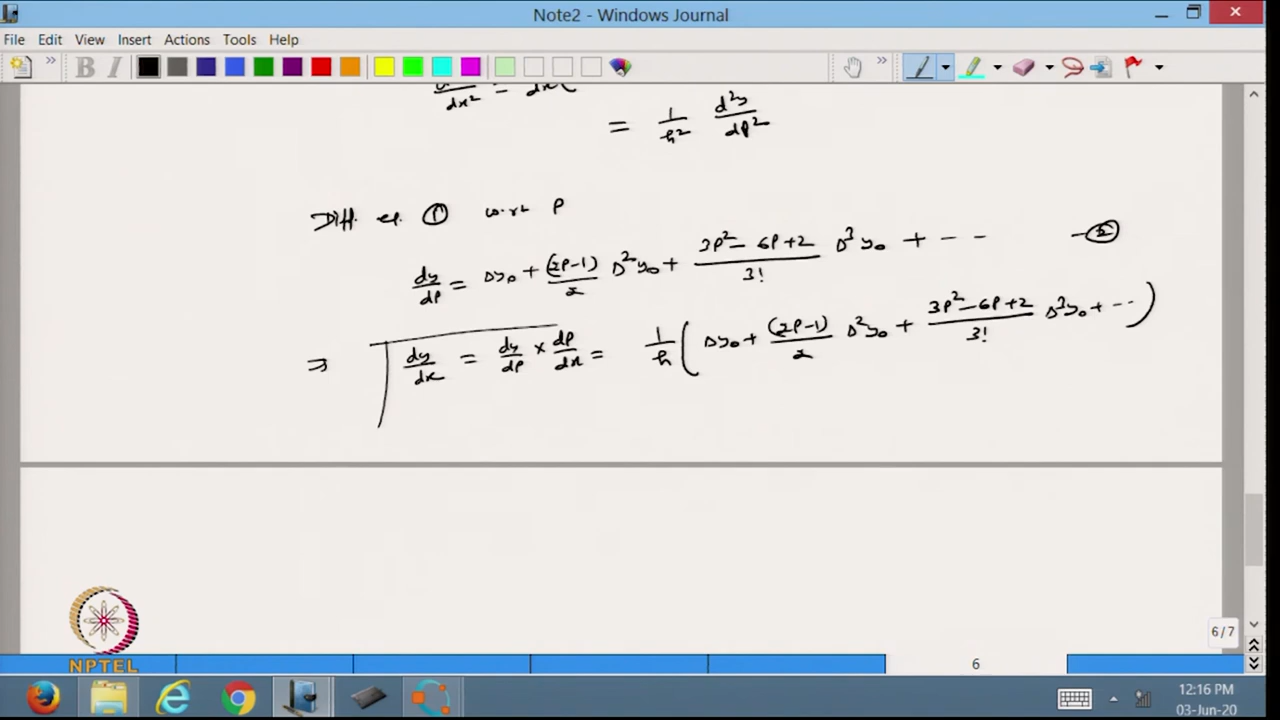 Note2 - Windows Journal
File Edit View Insert Actions Tools Help
dx² = dx(
= 1/h² d²y/dp²
Diff. eq. ① w.r.t P
dy/dp = Δy₀ + (2P-1)/2 Δ²y₀ + (3P²-6P+2)/3! Δ³y₀ + -- -②
⇒ dy/dx = dy/dp × dp/dx = 1/h (Δy₀ + (2P-1)/2 Δ²y₀ + (3P²-6P+2)/3! Δ³y₀ + --)
6/7
NPTEL
6
12:16 PM
03-Jun-20